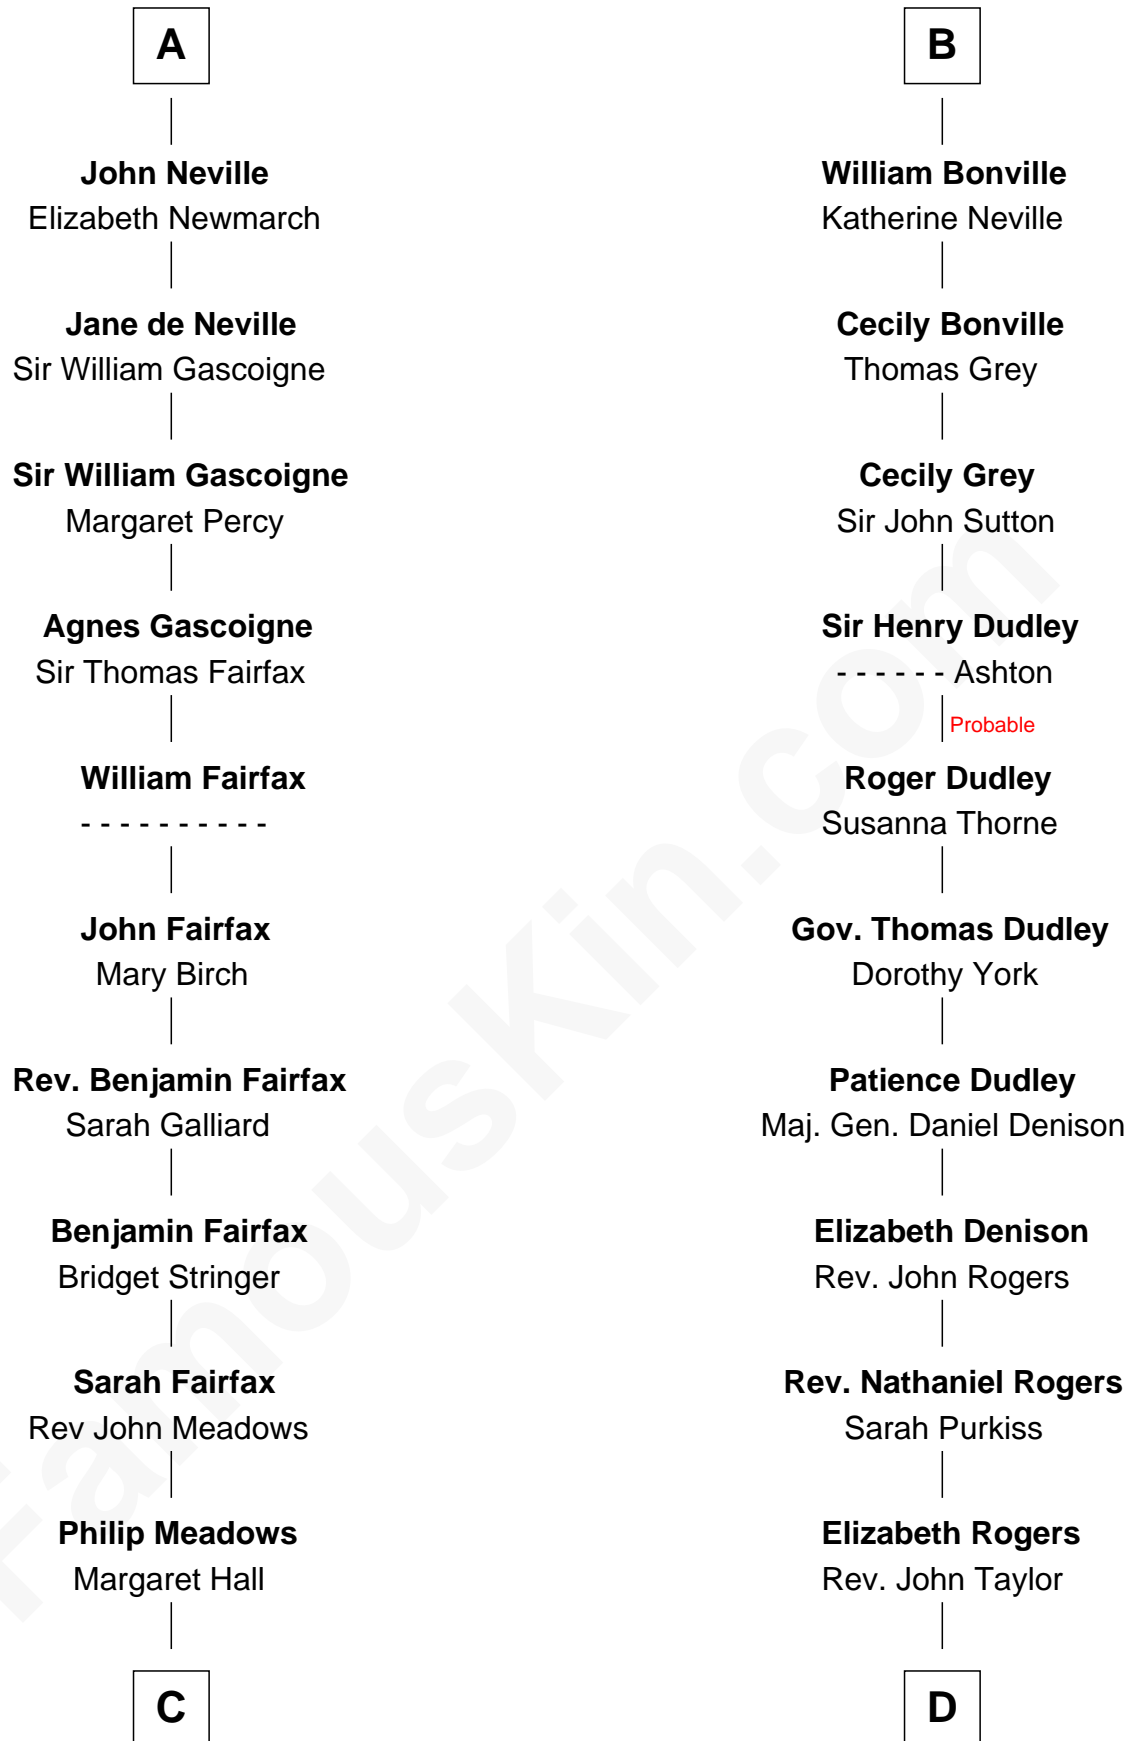 A
John Neville
Elizabeth Newmarch
Jane de Neville
Sir William Gascoigne
Sir William Gascoigne
Margaret Percy
Agnes Gascoigne
Sir Thomas Fairfax
William Fairfax
- - - - - - - - - -
John Fairfax
Mary Birch
Rev. Benjamin Fairfax
Sarah Galliard
Benjamin Fairfax
Bridget Stringer
Sarah Fairfax
Rev John Meadows
Philip Meadows
Margaret Hall
C
B
William Bonville
Katherine Neville
Cecily Bonville
Thomas Grey
Cecily Grey
Sir John Sutton
Sir Henry Dudley
- - - - - - Ashton
Probable
Roger Dudley
Susanna Thorne
Gov. Thomas Dudley
Dorothy York
Patience Dudley
Maj. Gen. Daniel Denison
Elizabeth Denison
Rev. John Rogers
Rev. Nathaniel Rogers
Sarah Purkiss
Elizabeth Rogers
Rev. John Taylor
D
FamousKin.com